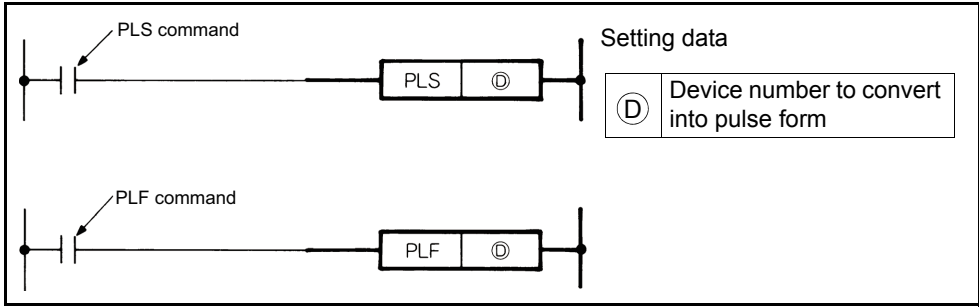 PLS command
PLS Ⓓ
Setting data
Ⓓ Device number to convert
into pulse form
PLF command
PLF Ⓓ